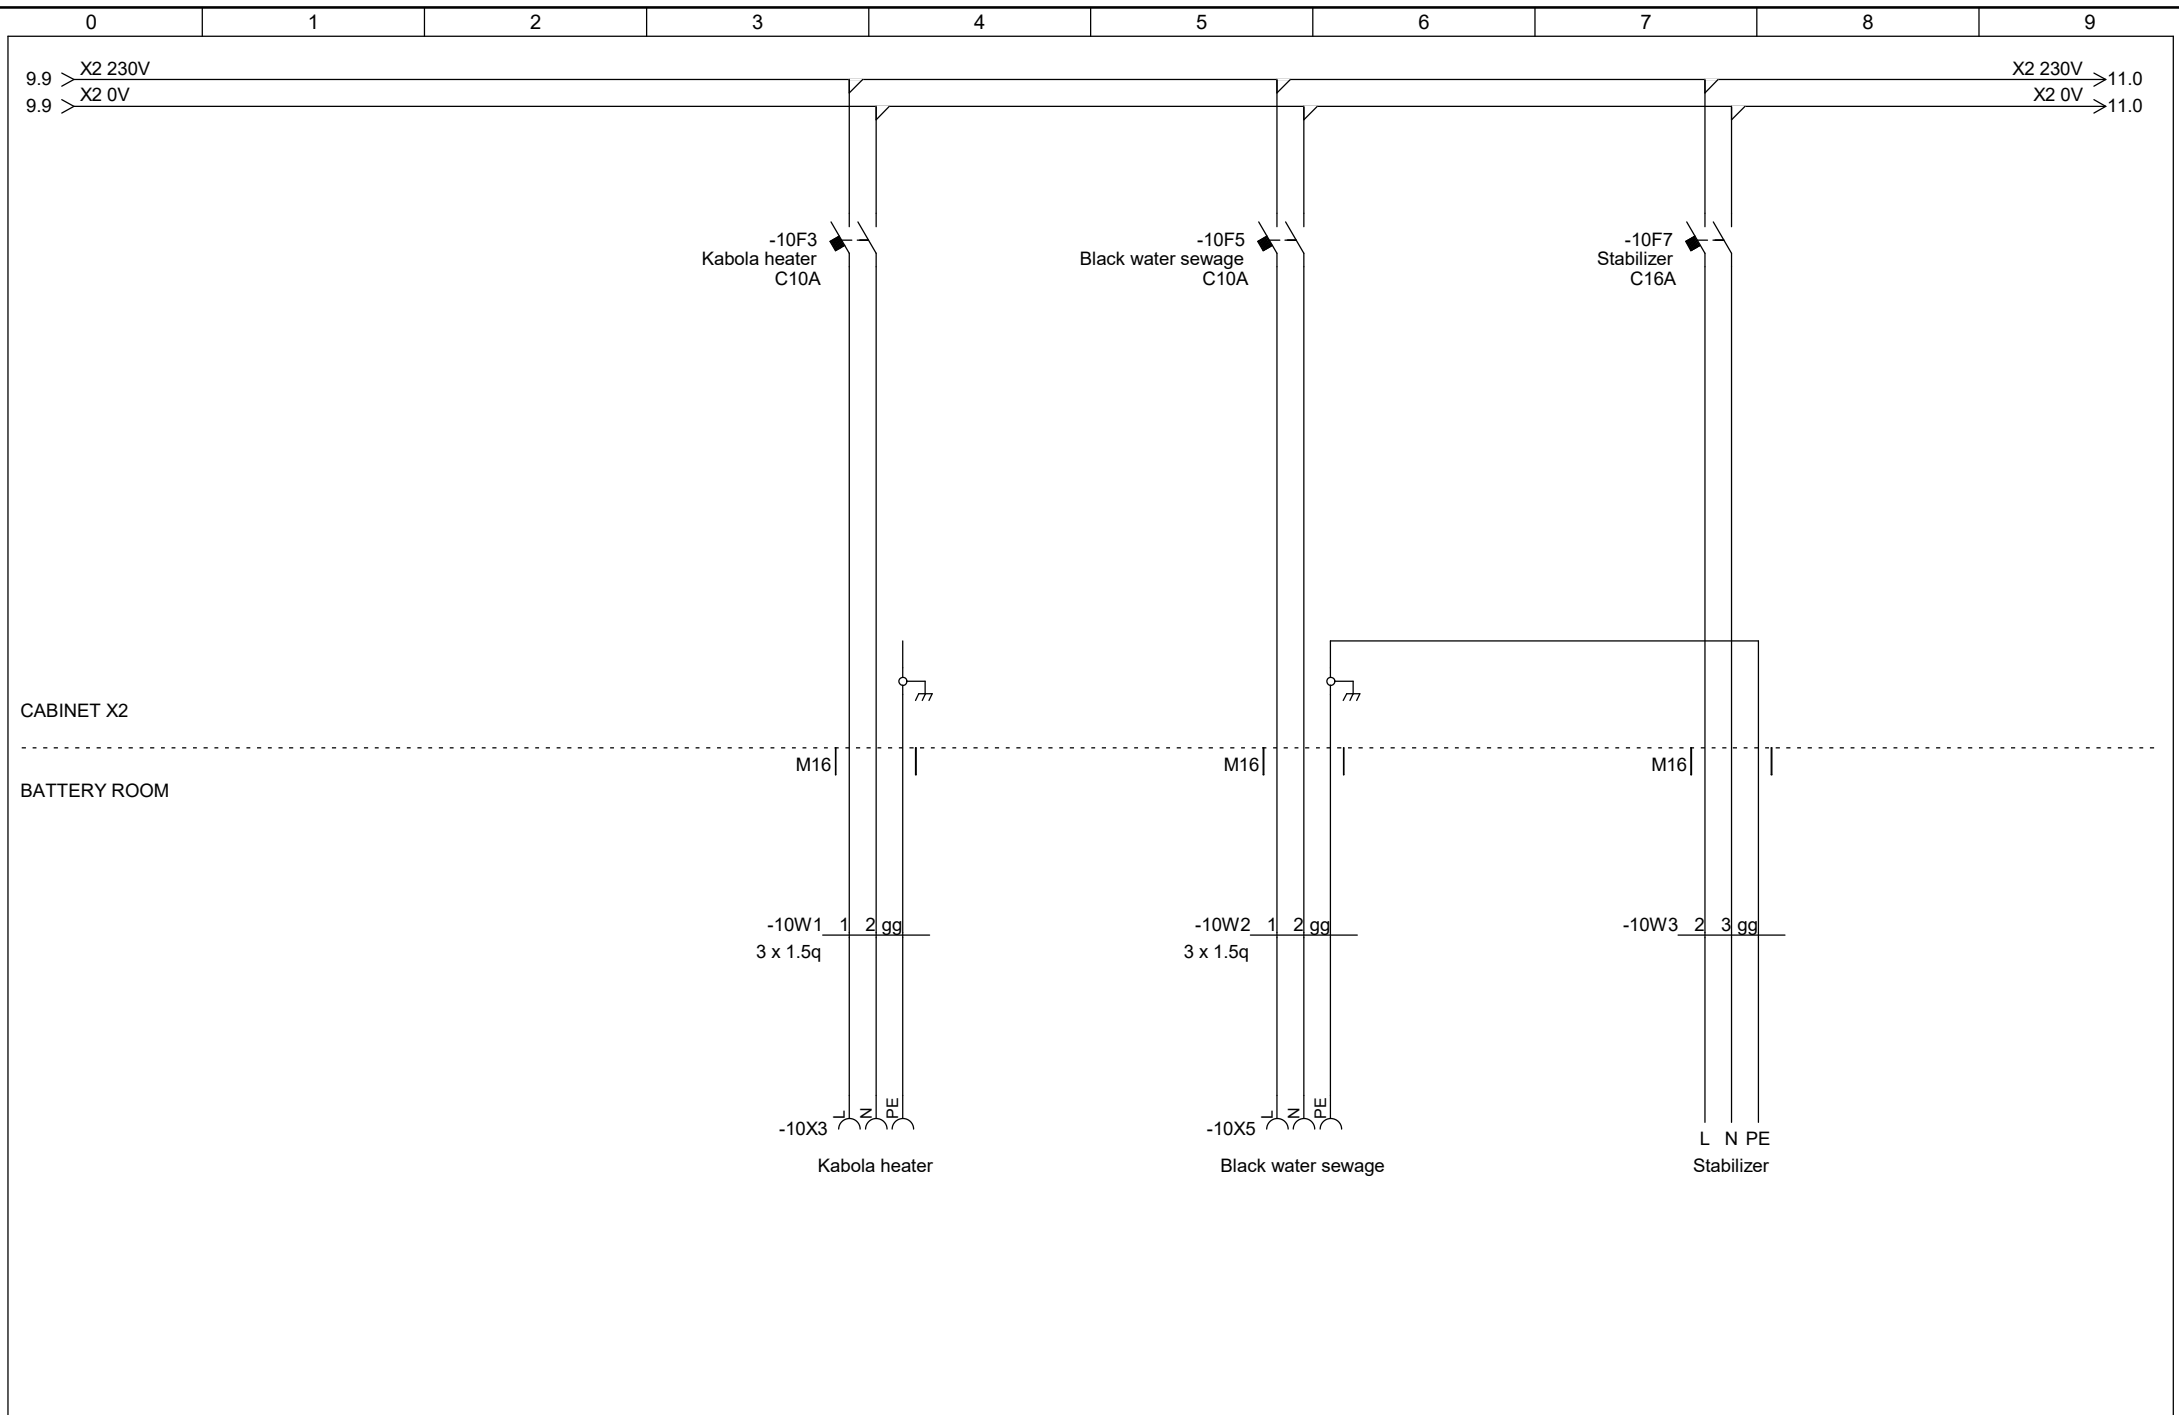 0 1 2 3 4 5 6 7 8 9
9.9 X2 230V X2 230V 11.0
9.9 X2 0V X2 0V 11.0
-10F3 -10F5 -10F7
Kabola heater Black water sewage Stabilizer
C10A C10A C16A
CABINET X2
M16 M16 M16
BATTERY ROOM
-10W1 1 2 gg -10W2 1 2 gg -10W3 2 3 gg
3 x 1.5q 3 x 1.5q
L N PE L N PE
-10X3 -10X5
L N PE
Kabola heater Black water sewage Stabilizer